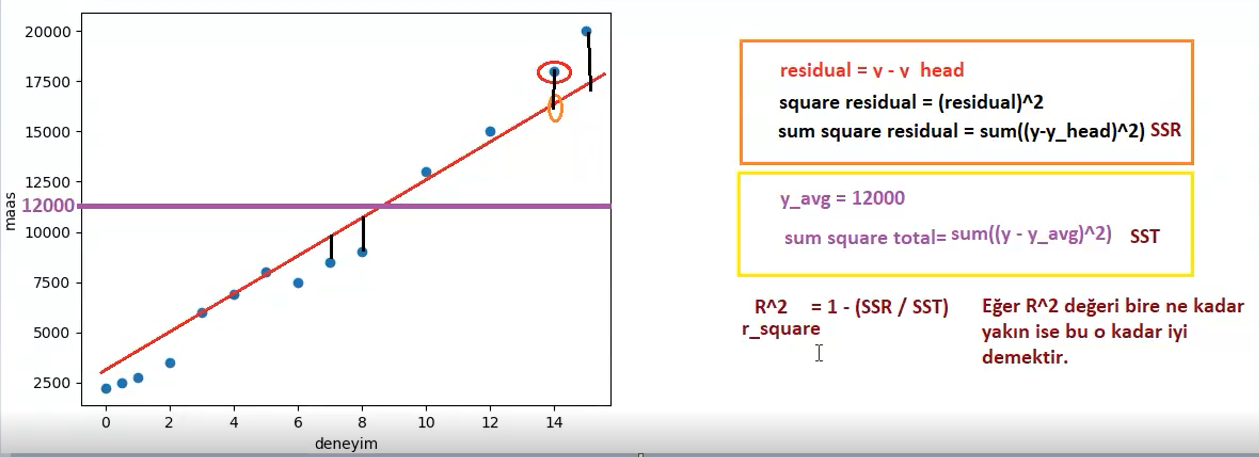 20000
17500
15000
12500
12000
10000
7500
5000
2500
maas
0 2 4 6 8 10 12 14
deneyim
residual = y - y head
square residual = (residual)^2
sum square residual = sum((y-y_head)^2) SSR
y_avg = 12000
sum square total= sum((y - y_avg)^2) SST
R^2 = 1 - (SSR / SST)
r_square
Eğer R^2 değeri bire ne kadar
yakın ise bu o kadar iyi
demektir.